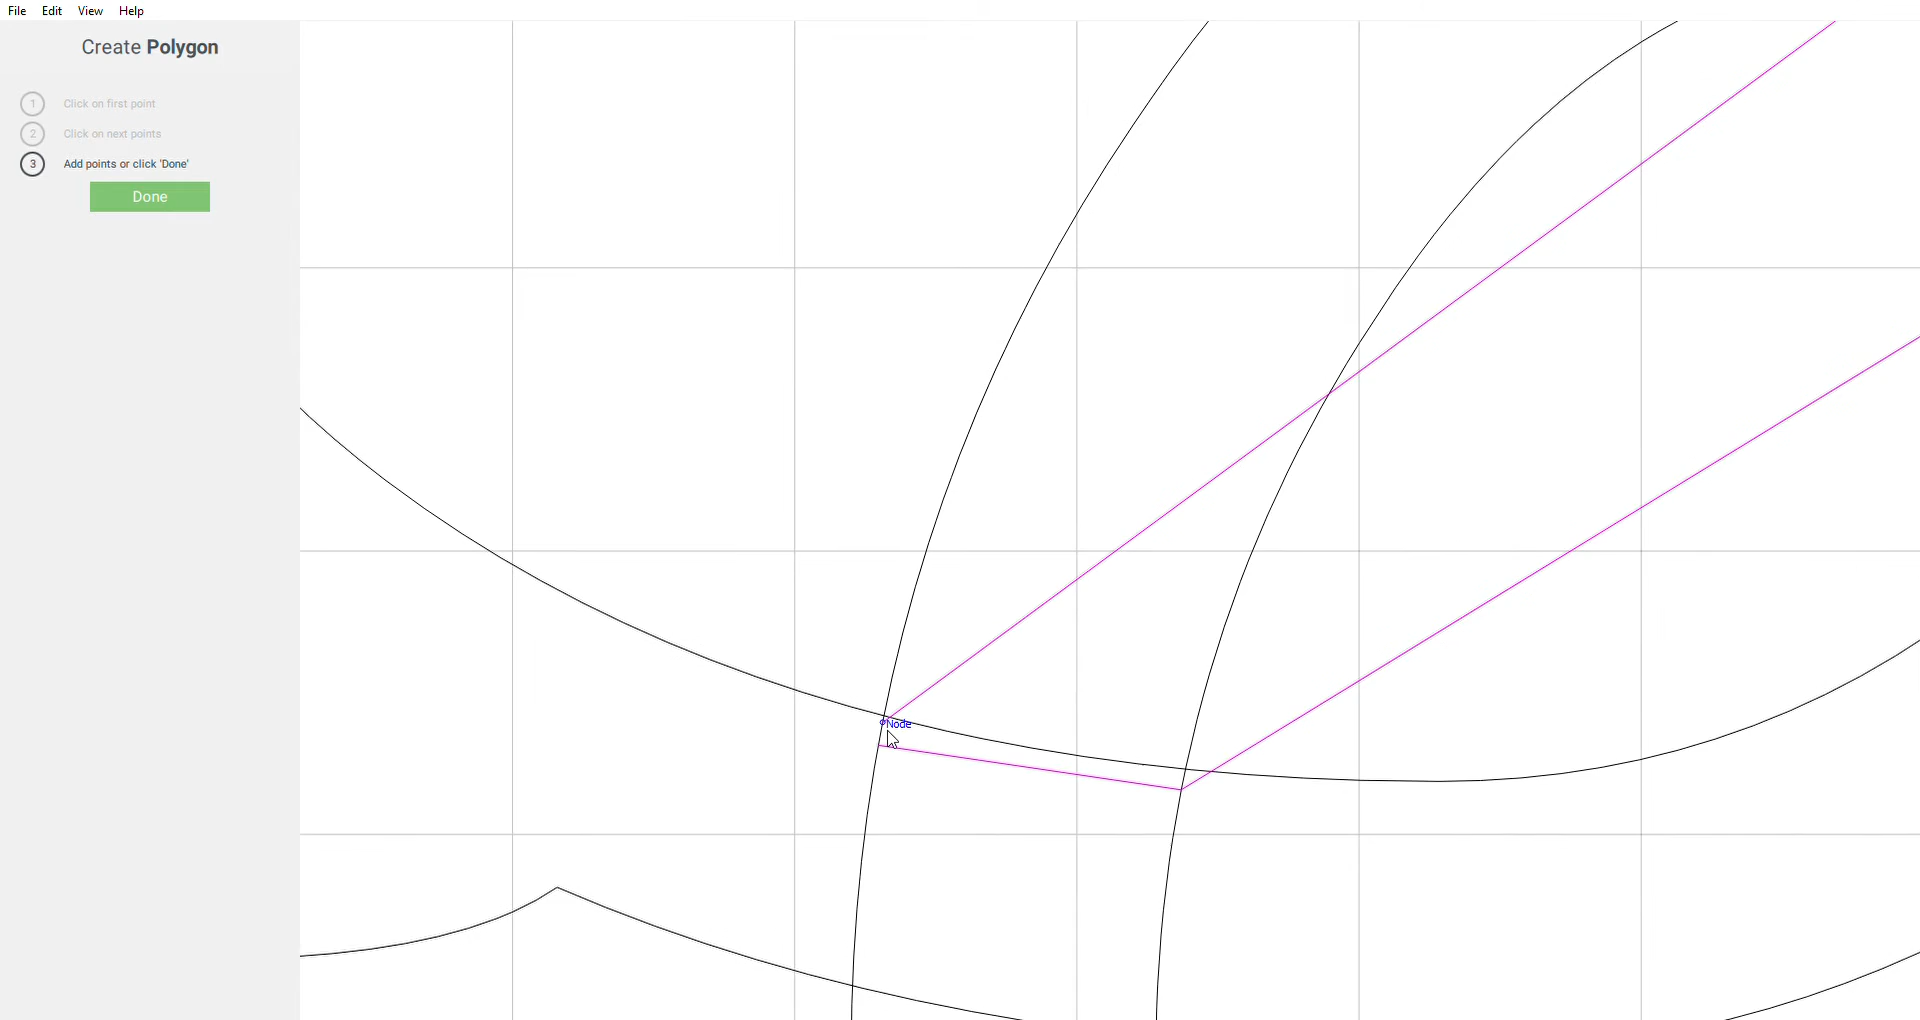 File Edit View Help
Create Polygon
1 Click on first point
2 Click on next points
3 Add points or click 'Done'
Done
Node